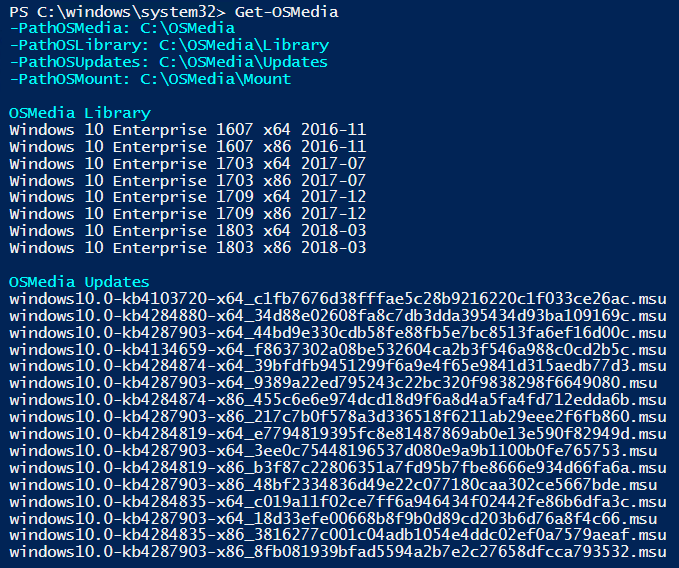 PS C:\windows\system32> Get-OSMedia
-PathOSMedia: C:\OSMedia
-PathOSLibrary: C:\OSMedia\Library
-PathOSUpdates: C:\OSMedia\Updates
-PathOSMount: C:\OSMedia\Mount
OSMedia Library
Windows 10 Enterprise 1607 x64 2016-11
Windows 10 Enterprise 1607 x86 2016-11
Windows 10 Enterprise 1703 x64 2017-07
Windows 10 Enterprise 1703 x86 2017-07
Windows 10 Enterprise 1709 x64 2017-12
Windows 10 Enterprise 1709 x86 2017-12
Windows 10 Enterprise 1803 x64 2018-03
Windows 10 Enterprise 1803 x86 2018-03
OSMedia Updates
windows10.0-kb4103720-x64_c1fb7676d38fffae5c28b9216220c1f033ce26ac.msu
windows10.0-kb4284880-x64_34d88e02608fa8c7db3dda395434d93ba109169c.msu
windows10.0-kb4287903-x64_44bd9e330cdb58fe88fb5e7bc8513fa6ef16d00c.msu
windows10.0-kb4134659-x64_f8637302a08be532604ca2b3f546a988c0cd2b5c.msu
windows10.0-kb4284874-x64_39bfdfb9451299f6a9e4f65e9841d315aedb77d3.msu
windows10.0-kb4287903-x64_9389a22ed795243c22bc320f9838298f6649080.msu
windows10.0-kb4284874-x86_455c6e6e974dcd18d9f6a8d4a5fa4fd712edda6b.msu
windows10.0-kb4287903-x86_217c7b0f578a3d336518f6211ab29eee2f6fb860.msu
windows10.0-kb4284819-x64_e7794819395fc8e81487869ab0e13e590f82949d.msu
windows10.0-kb4287903-x64_3ee0c75448196537d080e9a9b1100b0fe765753.msu
windows10.0-kb4284819-x86_b3f87c22806351a7fd95b7fbe8666e934d66fa6a.msu
windows10.0-kb4287903-x86_48bf2334836d49e22c077180caa302ce5667bde.msu
windows10.0-kb4284835-x64_c019a11f02ce7ff6a946434f02442fe86b6dfa3c.msu
windows10.0-kb4287903-x64_18d33efe00668b8f9b0d89cd203b6d76a8f4c66.msu
windows10.0-kb4284835-x86_3816277c001c04adb1054e4ddc02ef0a7579aeaf.msu
windows10.0-kb4287903-x86_8fb081939bfad5594a2b7e2c27658dfcca793532.msu